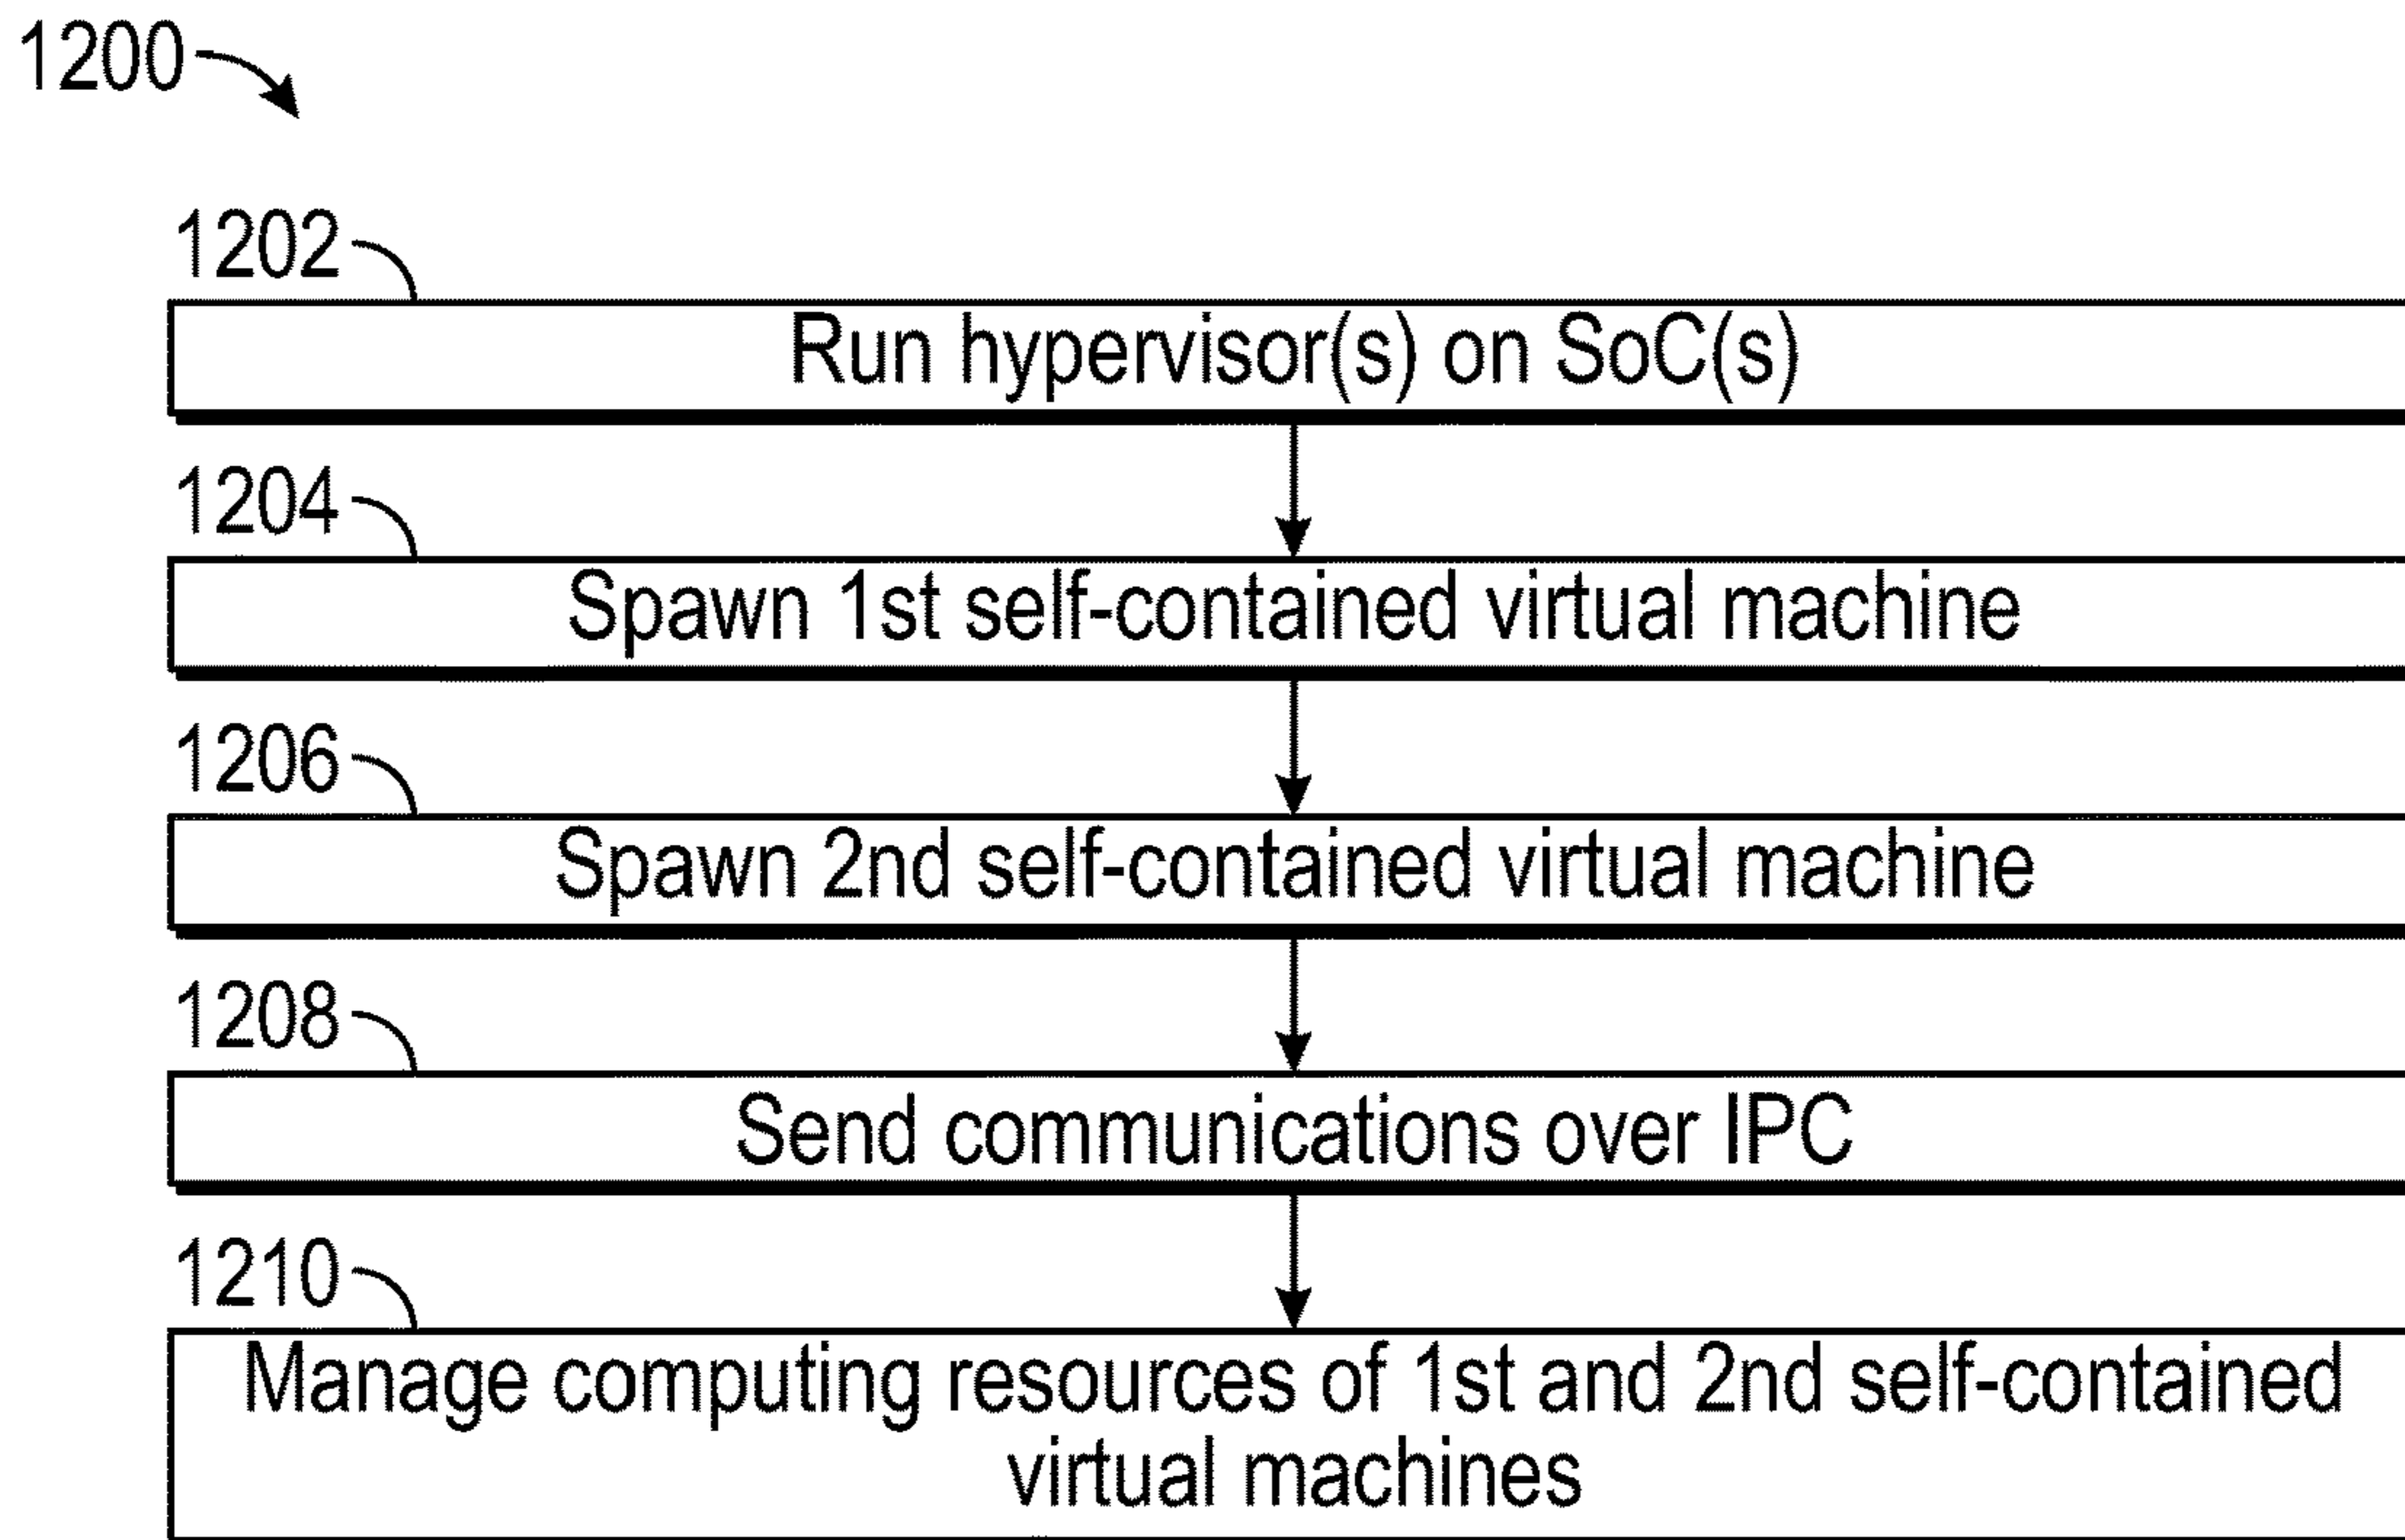 1200
1202
Run hypervisor(s) on SoC(s)
1204
Spawn 1st self-contained virtual machine
1206
Spawn 2nd self-contained virtual machine
1208
Send communications over IPC
1210
Manage computing resources of 1st and 2nd self-contained
virtual machines